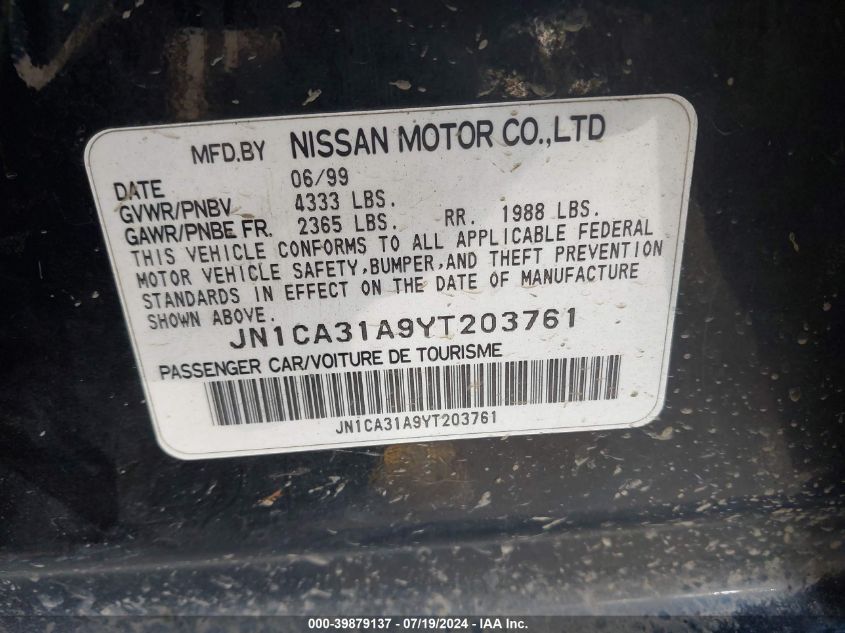 MFD.BY NISSAN MOTOR CO.,LTD
DATE 06/99
GVWR/PNBV 4333 LBS.
GAWR/PNBE FR. 2365 LBS. RR. 1988 LBS.
THIS VEHICLE CONFORMS TO ALL APPLICABLE FEDERAL
MOTOR VEHICLE SAFETY,BUMPER,AND THEFT PREVENTION
STANDARDS IN EFFECT ON THE DATE OF MANUFACTURE
SHOWN ABOVE.
JN1CA31A9YT203761
PASSENGER CAR/VOITURE DE TOURISME
JN1CA31A9YT203761
000-39879137 - 07/19/2024 - IAA Inc.